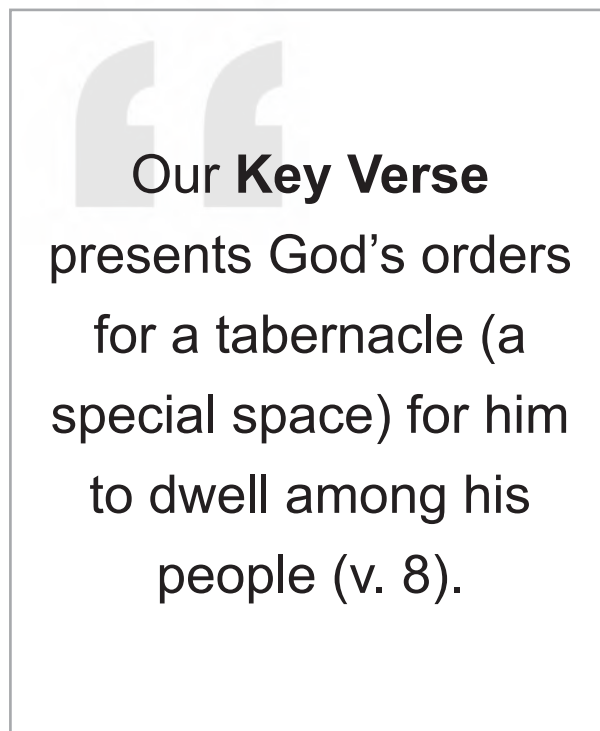 Our Key Verse
presents God’s orders
for a tabernacle (a
special space) for him
to dwell among his
people (v. 8).